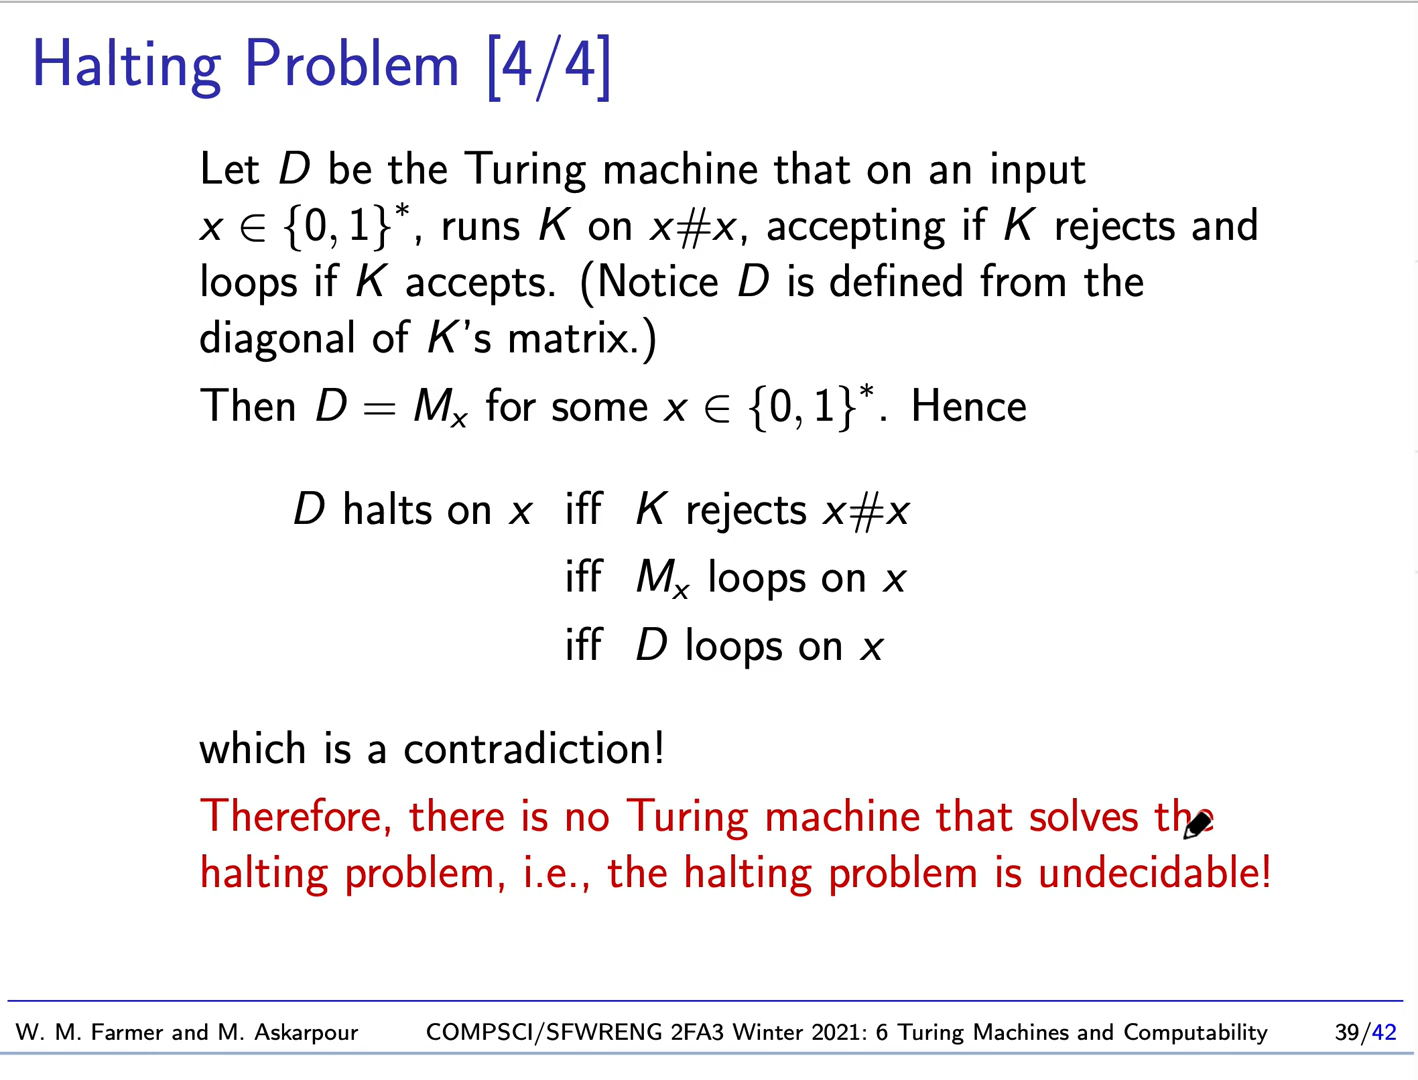 Halting Problem [4/4]
Let D be the Turing machine that on an input
x ∈ {0, 1}*, runs K on x#x, accepting if K rejects and
loops if K accepts. (Notice D is defined from the
diagonal of K's matrix.)
Then D = Mₓ for some x ∈ {0, 1}*. Hence
D halts on x iff K rejects x#x
iff Mₓ loops on x
iff D loops on x
which is a contradiction!
Therefore, there is no Turing machine that solves the
halting problem, i.e., the halting problem is undecidable!
W. M. Farmer and M. Askarpour COMPSCI/SFWRENG 2FA3 Winter 2021: 6 Turing Machines and Computability 39/42